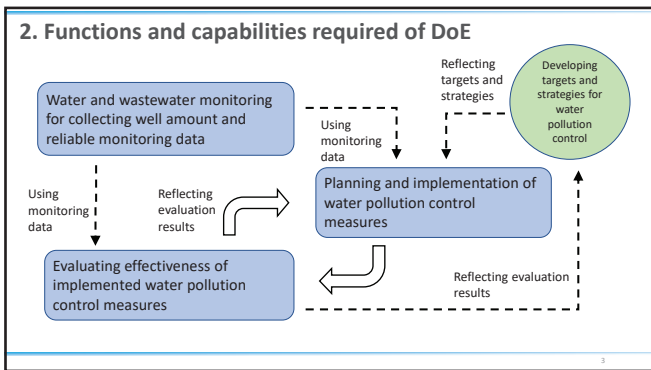 2. Functions and capabilities required of DoE
Reflecting
targets and
strategies
Developing
targets and
strategies for
water
pollution
control
Water and wastewater monitoring
for collecting well amount and
reliable monitoring data
Using
monitoring
data
Using
monitoring
data
Reflecting
evaluation
results
Planning and implementation of
water pollution control
measures
Evaluating effectiveness of
implemented water pollution
control measures
Reflecting evaluation
results
3